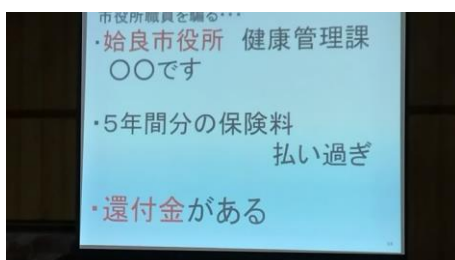 市役所職員を騙る･･･
･姶良市役所 健康管理課
〇〇です
･5年間分の保険料
払い過ぎ
･還付金がある